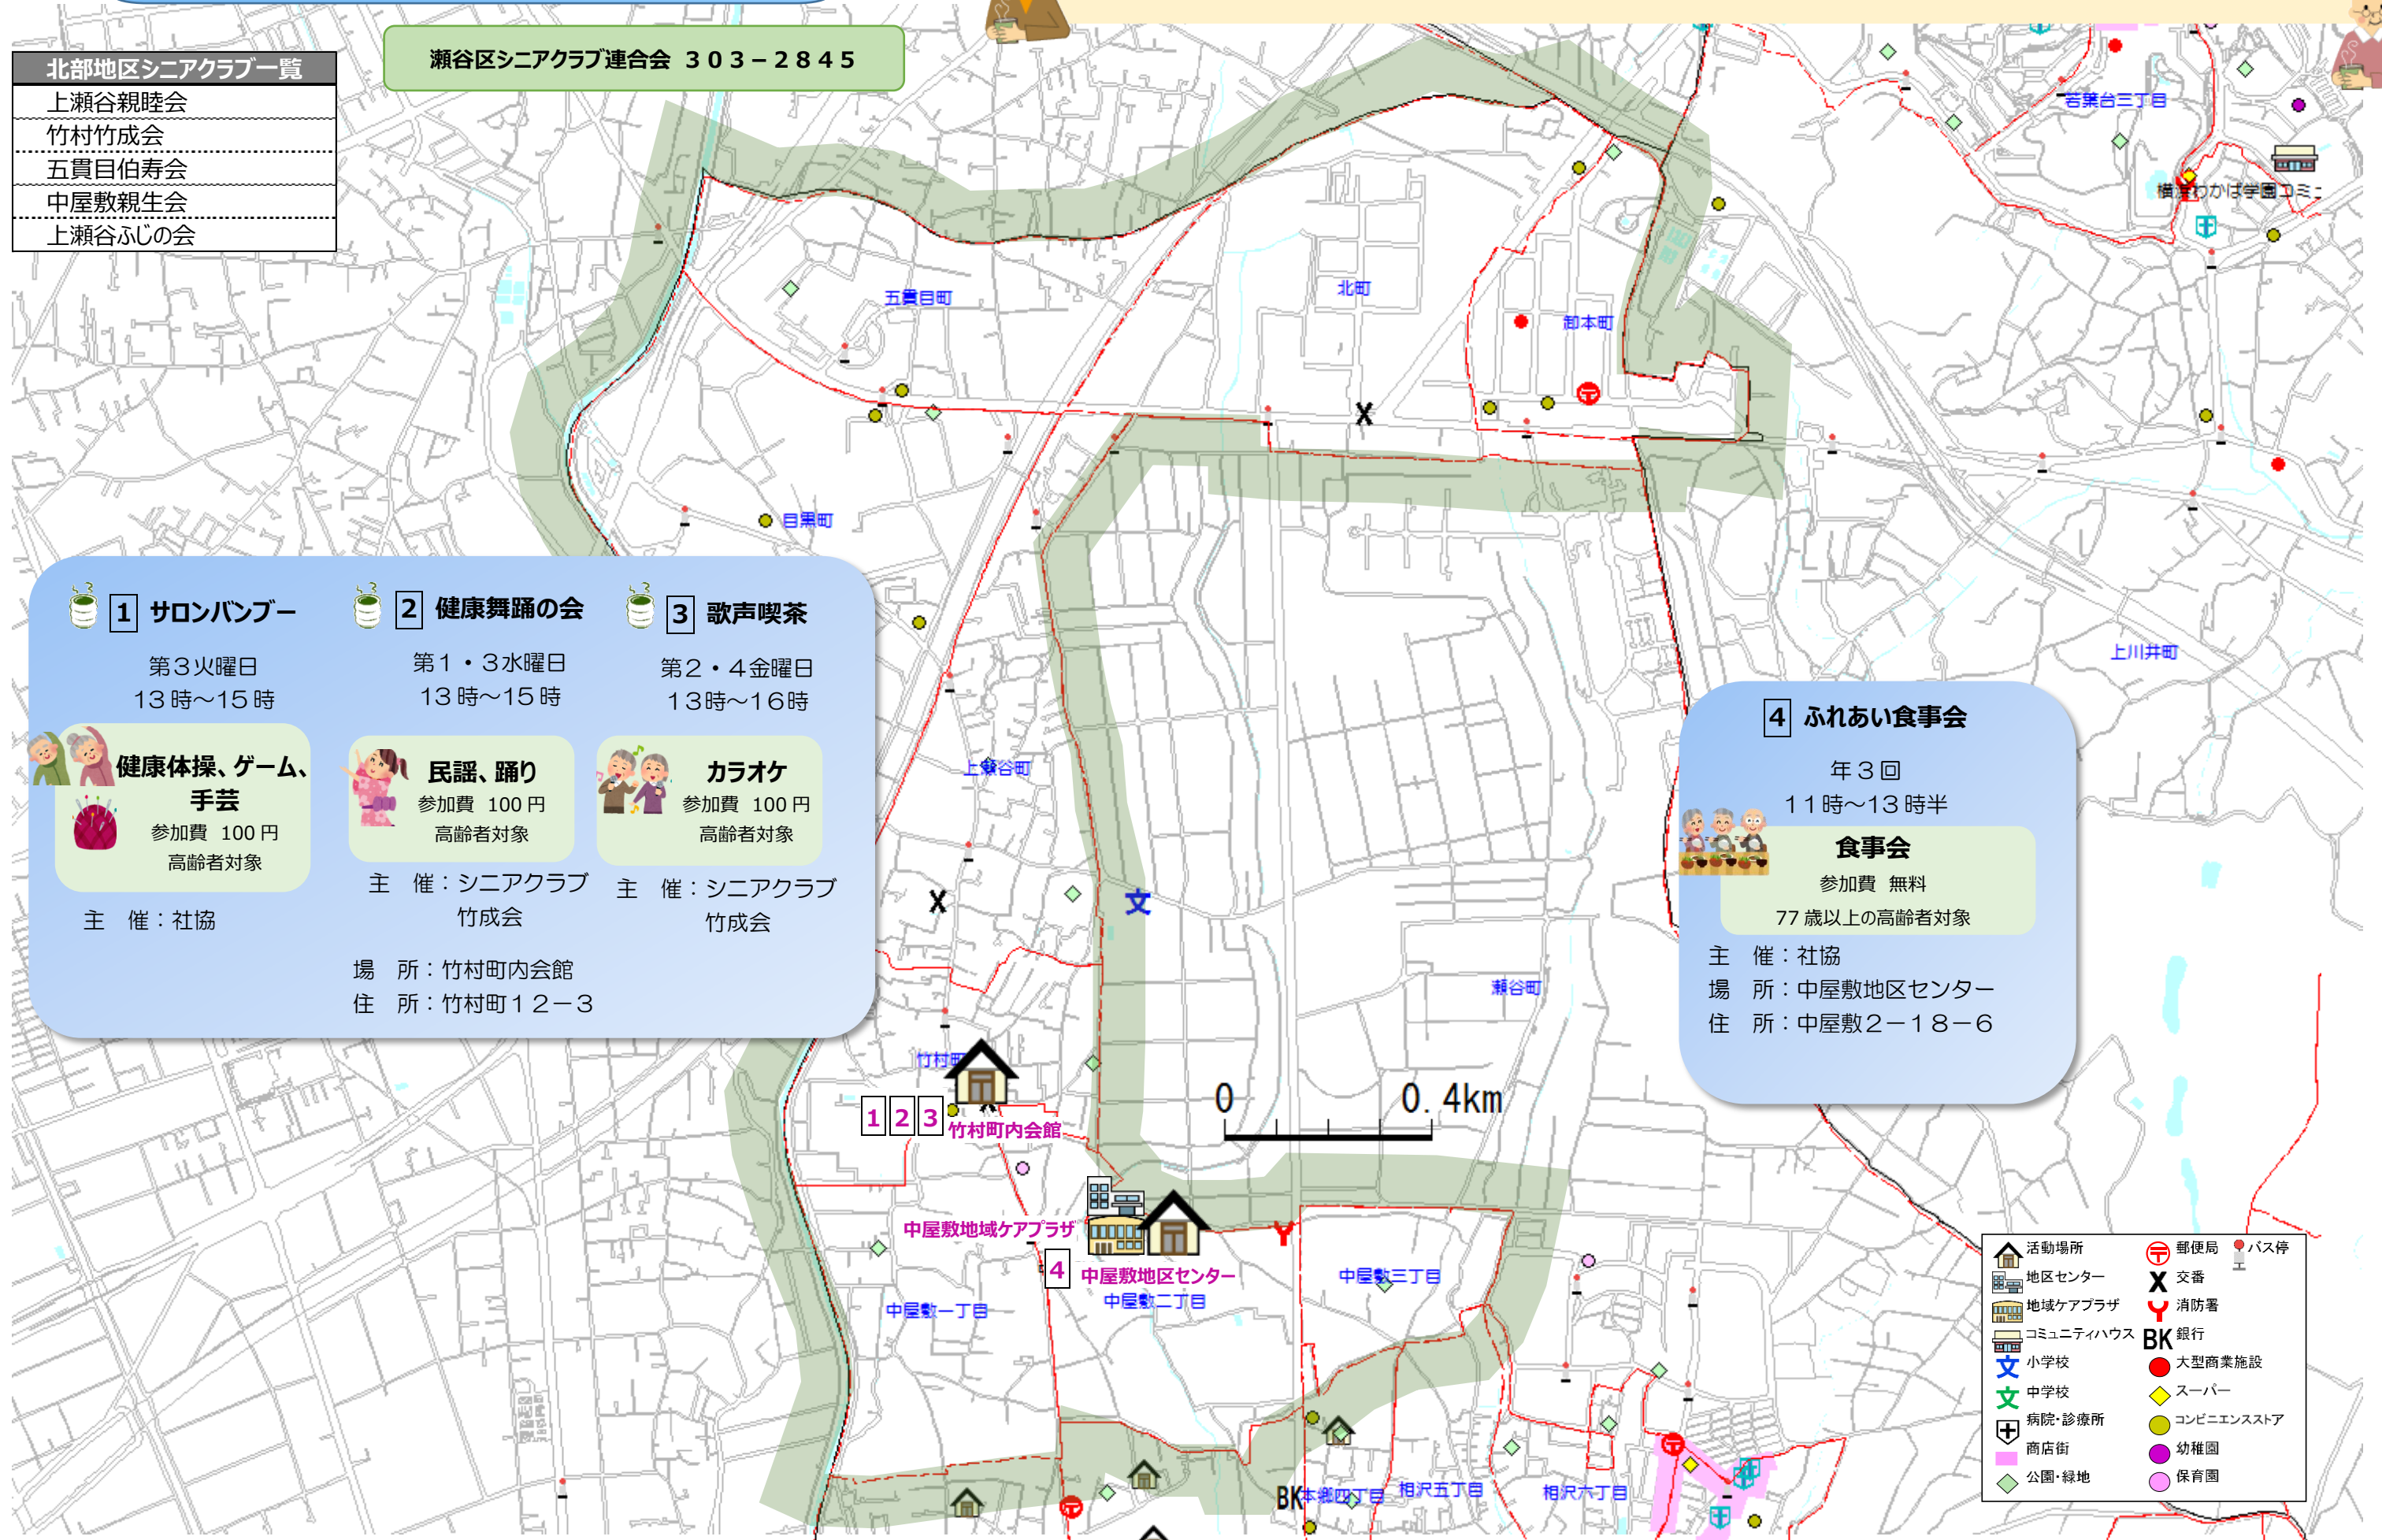 瀬谷区シニアクラブ連合会 ３０３－２８４５
北部地区シニアクラブ一覧
上瀬谷親睦会
竹村竹成会
五貫目伯寿会
中屋敷親生会
上瀬谷ふじの会
若葉台三丁目
横浜わかば学園コミュ
五貫目町
北町
卸本町
目黒町
1 サロンバンブー
第３火曜日
13時～15時
健康体操、ゲーム、
手芸
参加費 100円
高齢者対象
主　催：社協
2 健康舞踊の会
第１・３水曜日
13時～15時
民謡、踊り
参加費 100円
高齢者対象
主　催：シニアクラブ
竹成会
3 歌声喫茶
第２・４金曜日
13時～16時
カラオケ
参加費 100円
高齢者対象
主　催：シニアクラブ
竹成会
場　所：竹村町内会館
住　所：竹村町１２－３
上瀬谷町
上川井町
4 ふれあい食事会
年３回
11時～13時半
食事会
参加費 無料
77歳以上の高齢者対象
主　催：社協
場　所：中屋敷地区センター
住　所：中屋敷２－１８－６
文
瀬谷町
竹村町
1 2 3
竹村町内会館
0 0.4km
中屋敷地域ケアプラザ
4 中屋敷地区センター
中屋敷一丁目
中屋敷二丁目
中屋敷三丁目
BK
本郷四丁目
相沢五丁目
相沢六丁目
活動場所
地区センター
地域ケアプラザ
コミュニティハウス
文 小学校
文 中学校
病院・診療所
商店街
公園・緑地
郵便局
バス停
X 交番
Y 消防署
BK 銀行
大型商業施設
スーパー
コンビニエンスストア
幼稚園
保育園